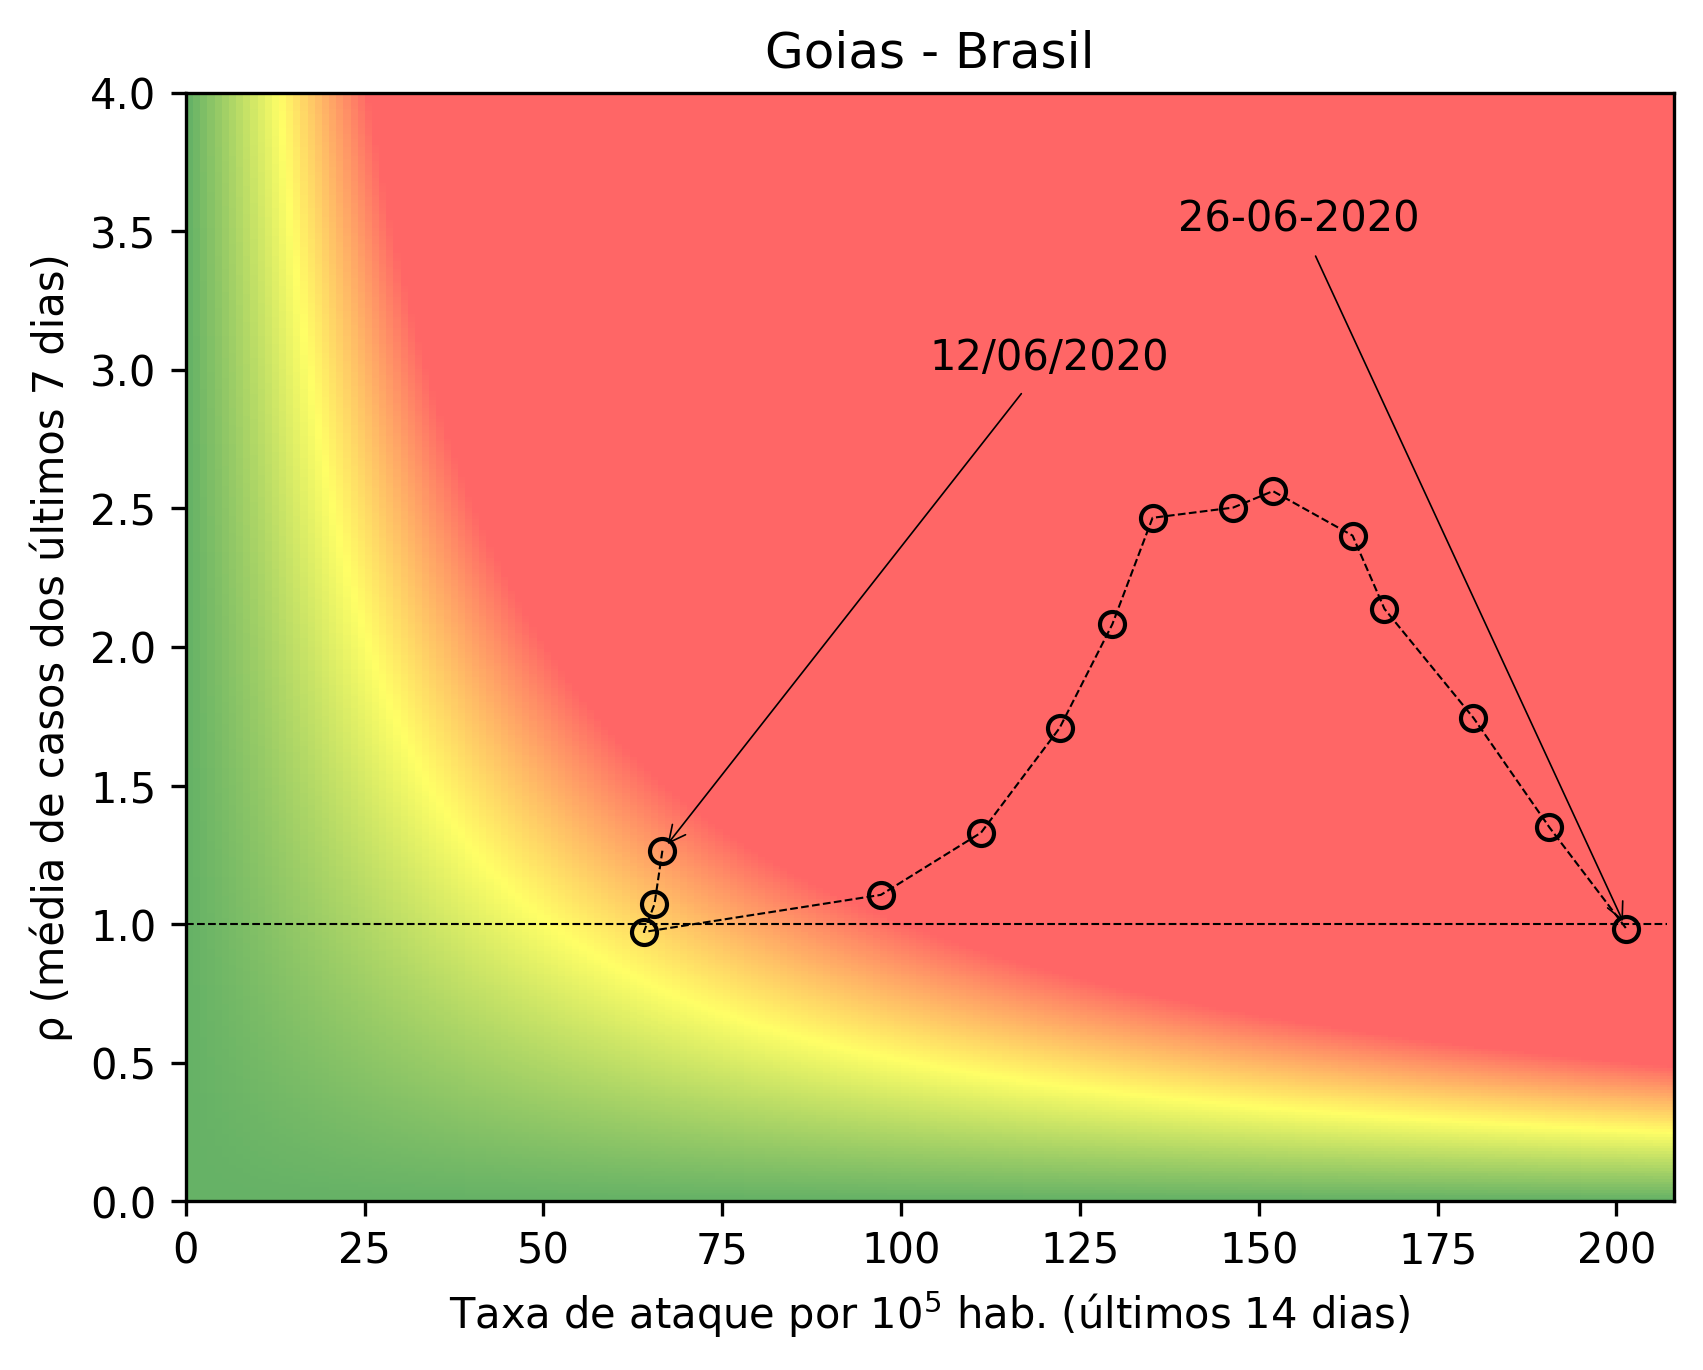 Goias - Brasil
4.0
3.5
3.0
2.5
2.0
1.5
1.0
0.5
0.0
ρ (média de casos dos últimos 7 dias)
26-06-2020
12/06/2020
0 25 50 75 100 125 150 175 200
Taxa de ataque por 10⁵ hab. (últimos 14 dias)